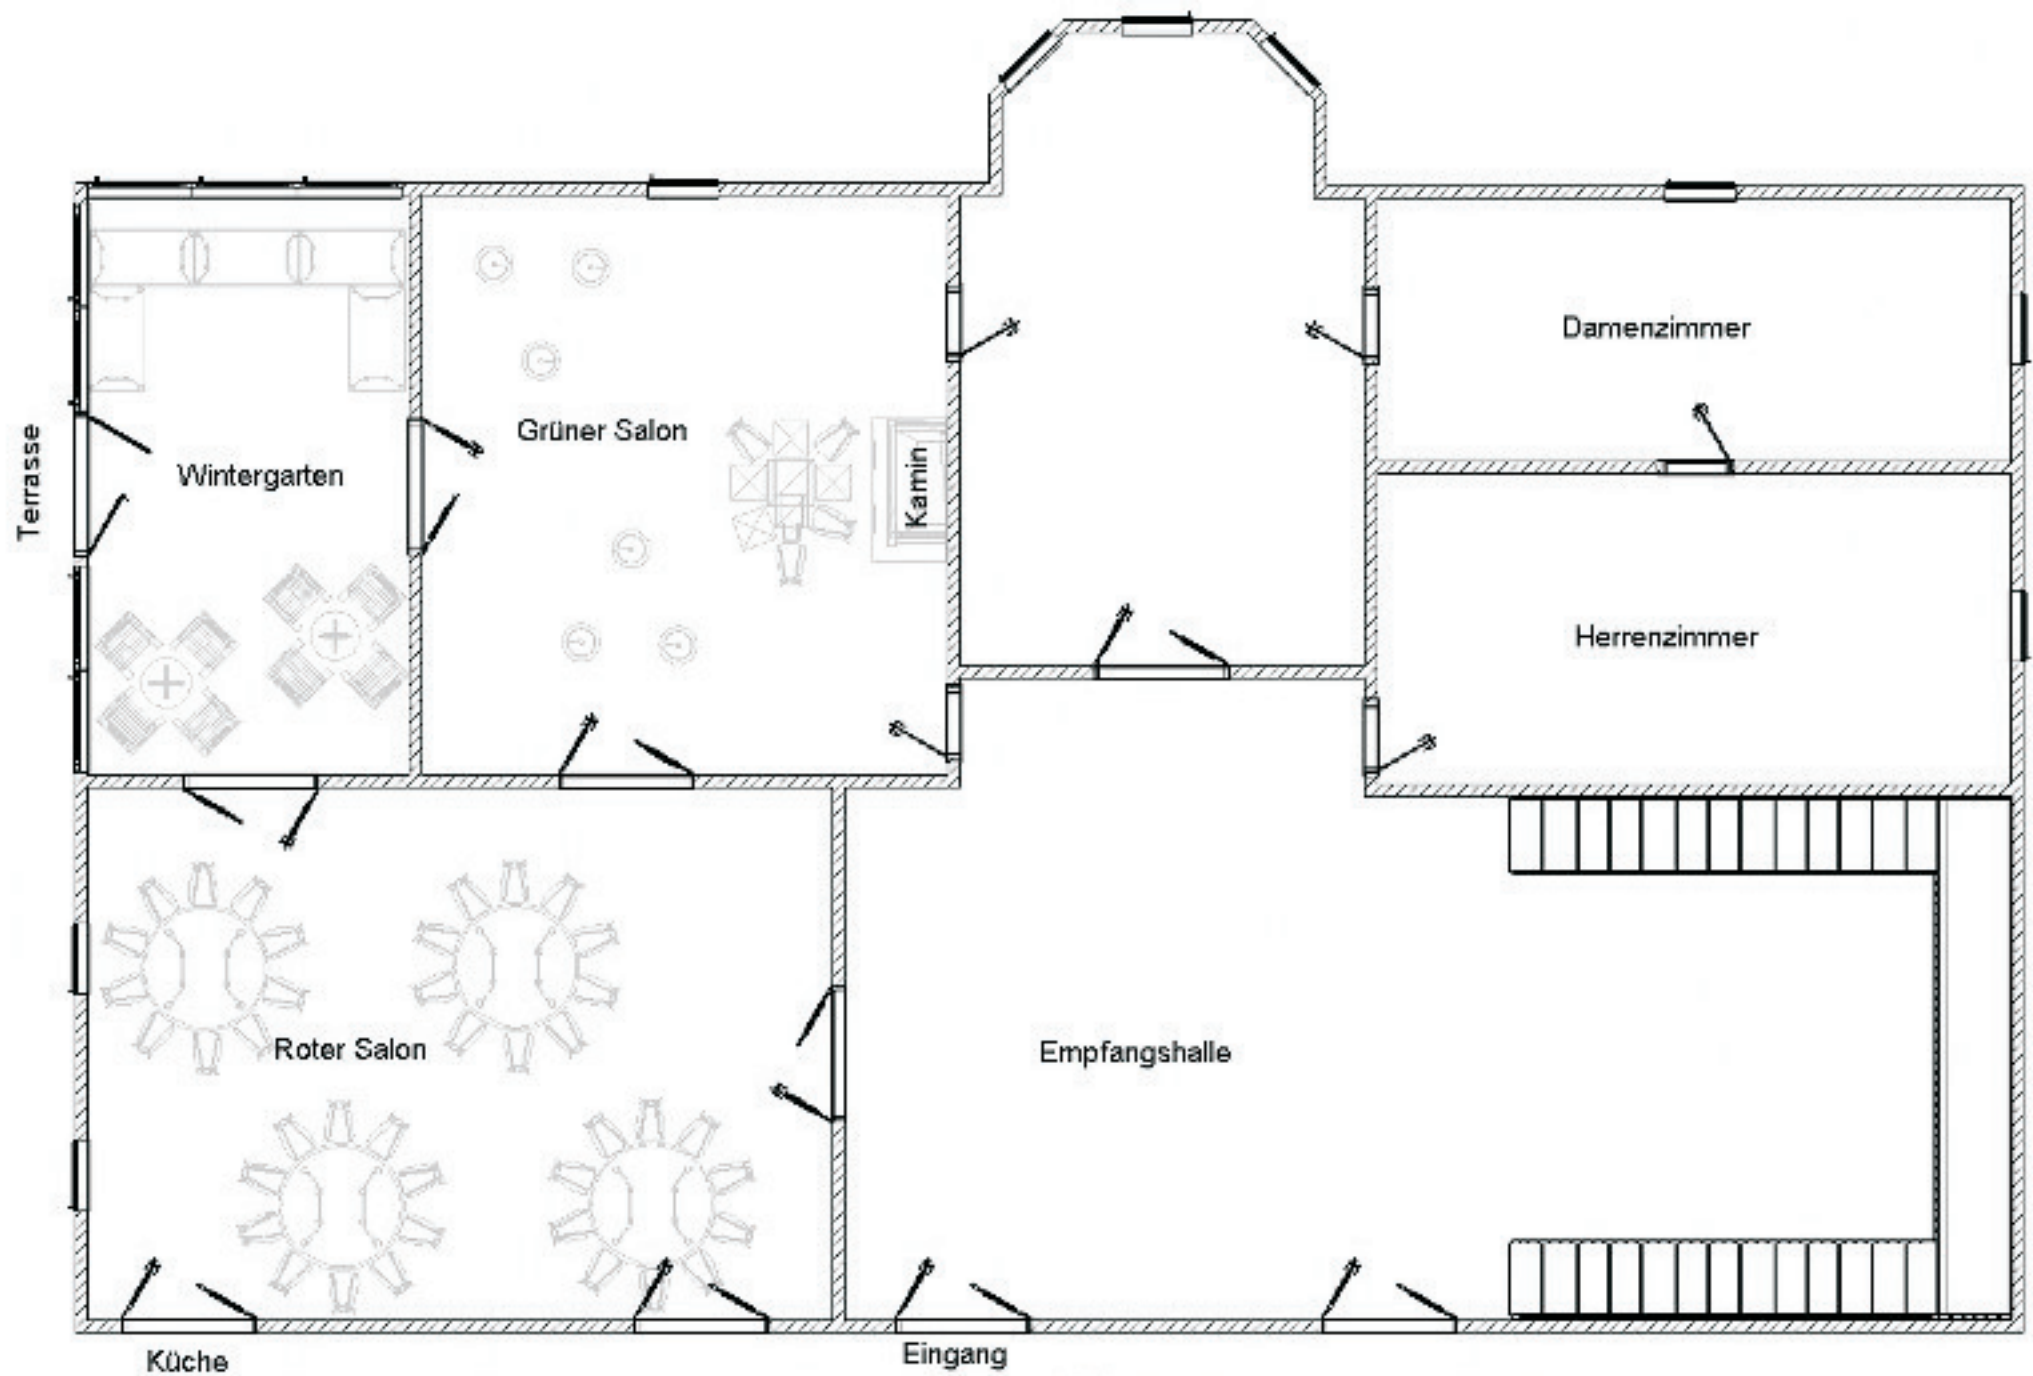 Damenzimmer
Grüner Salon
Kamin
Wintergarten
Terrasse
Herrenzimmer
Roter Salon
Empfangshalle
Küche
Eingang